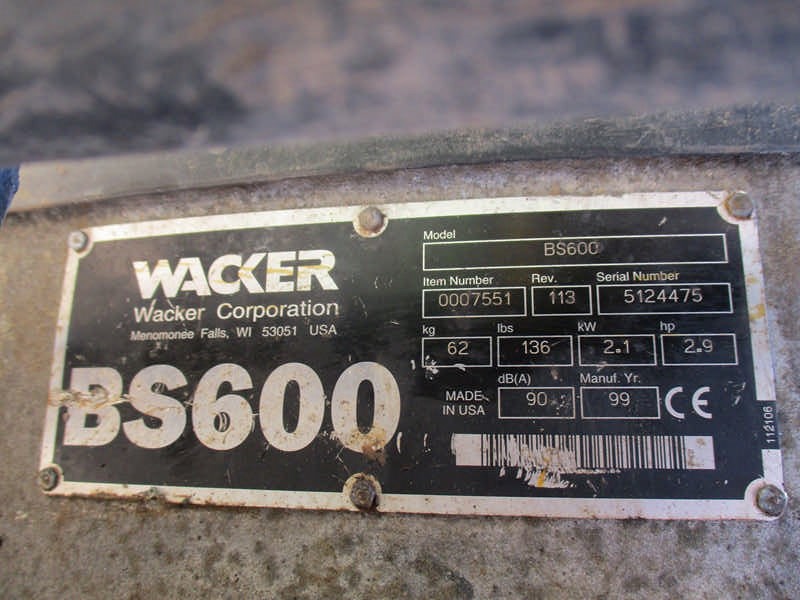 WACKER
Wacker Corporation
Menomonee Falls, WI 53051 USA
BS600
Model
BS600
Item Number Rev. Serial Number
0007551 113 5124475
kg lbs kW hp
62 136 2.1 2.9
dB(A) Manuf. Yr.
MADE IN USA 90 99 CE
112106